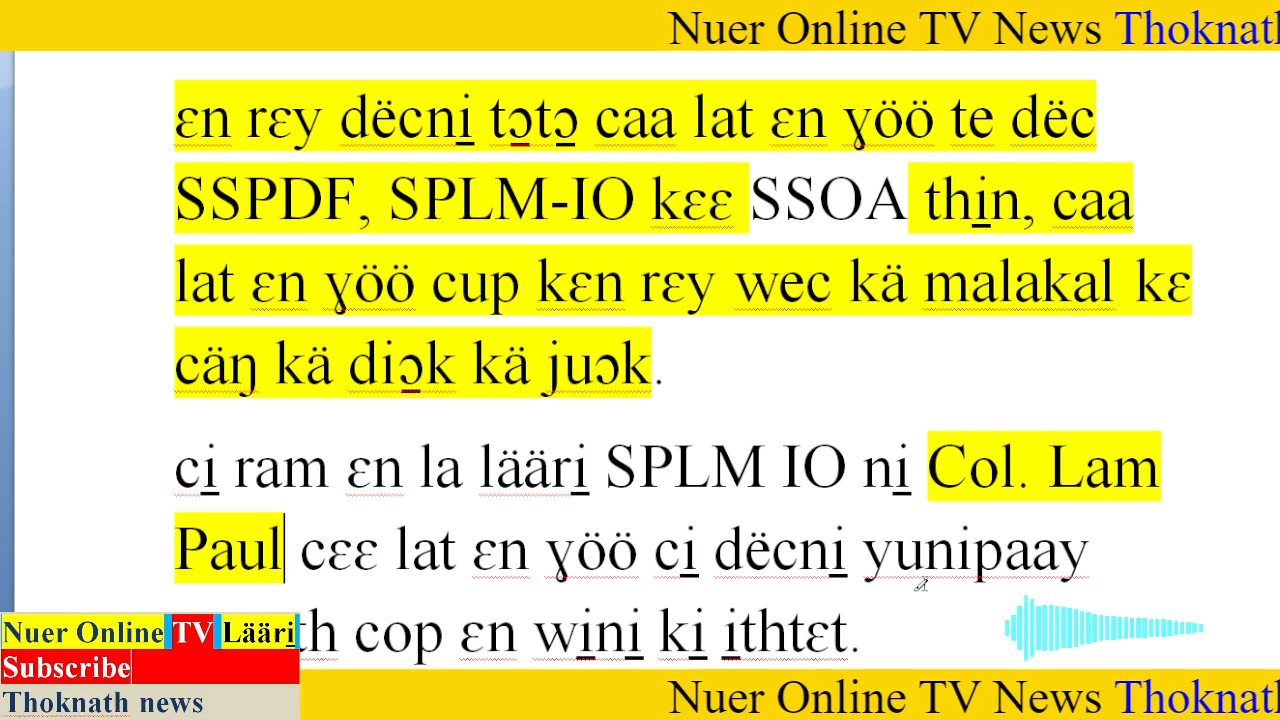 Nuer Online TV News Thoknath
ɛn rɛy dëcni̱ tɔ̱tɔ̱ caa lat ɛn ɣöö te dëc
SSPDF, SPLM-IO kɛɛ SSOA thi̱n, caa
lat ɛn ɣöö cup kɛn rɛy wec kä malakal kɛ
cäŋ kä diɔ̱k kä juɔk.
ci̱ ram ɛn la lääri̱ SPLM IO ni̱ Col. Lam
Paul cɛɛ lat ɛn ɣöö ci̱ dëcni̱ yunipaay
th cop ɛn wi̱ni̱ ki̱ i̱thtɛt.
Nuer Online TV Lääri̱
Subscribe
Thoknath news
Nuer Online TV News Thoknath